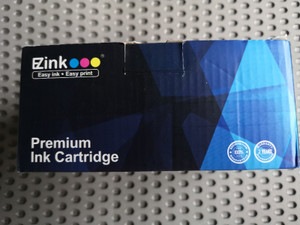 EZink
Easy ink • Easy print
Premium
Ink Cartridge